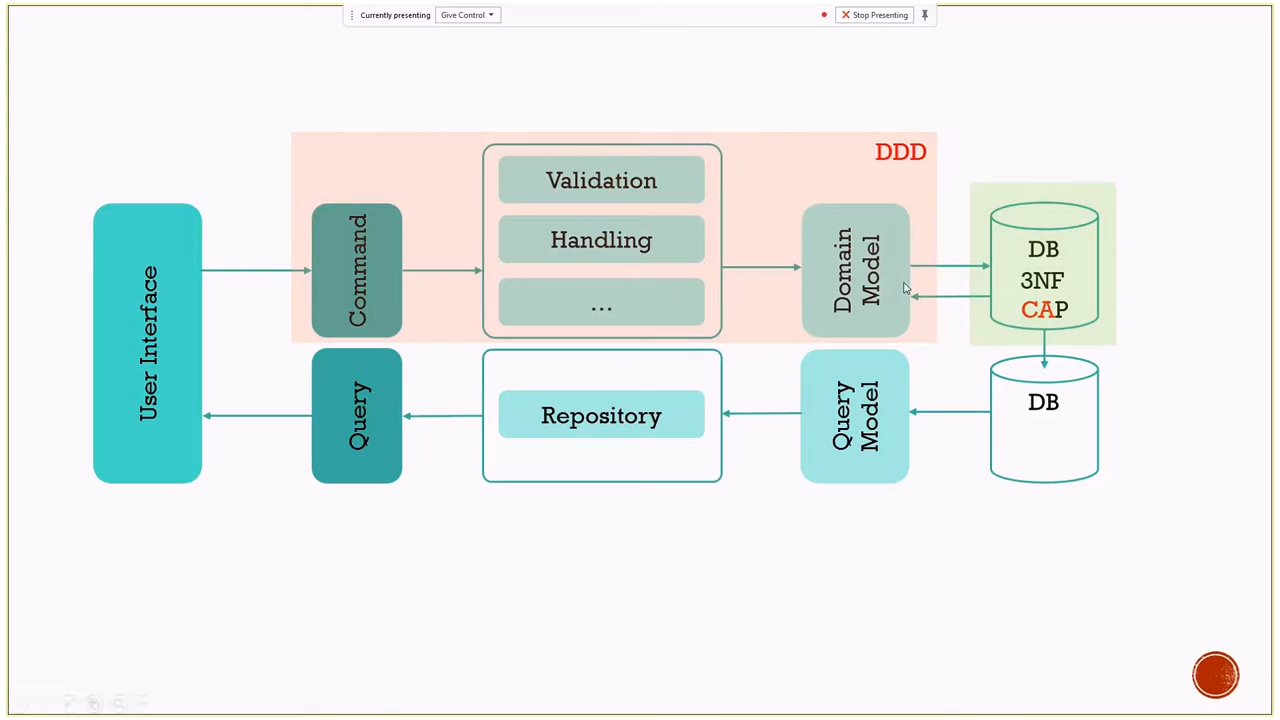 Currently presenting
Give Control
Stop Presenting
DDD
User Interface
Command
Validation
Handling
...
Domain
Model
DB
3NF
CAP
Query
Repository
Query
Model
DB